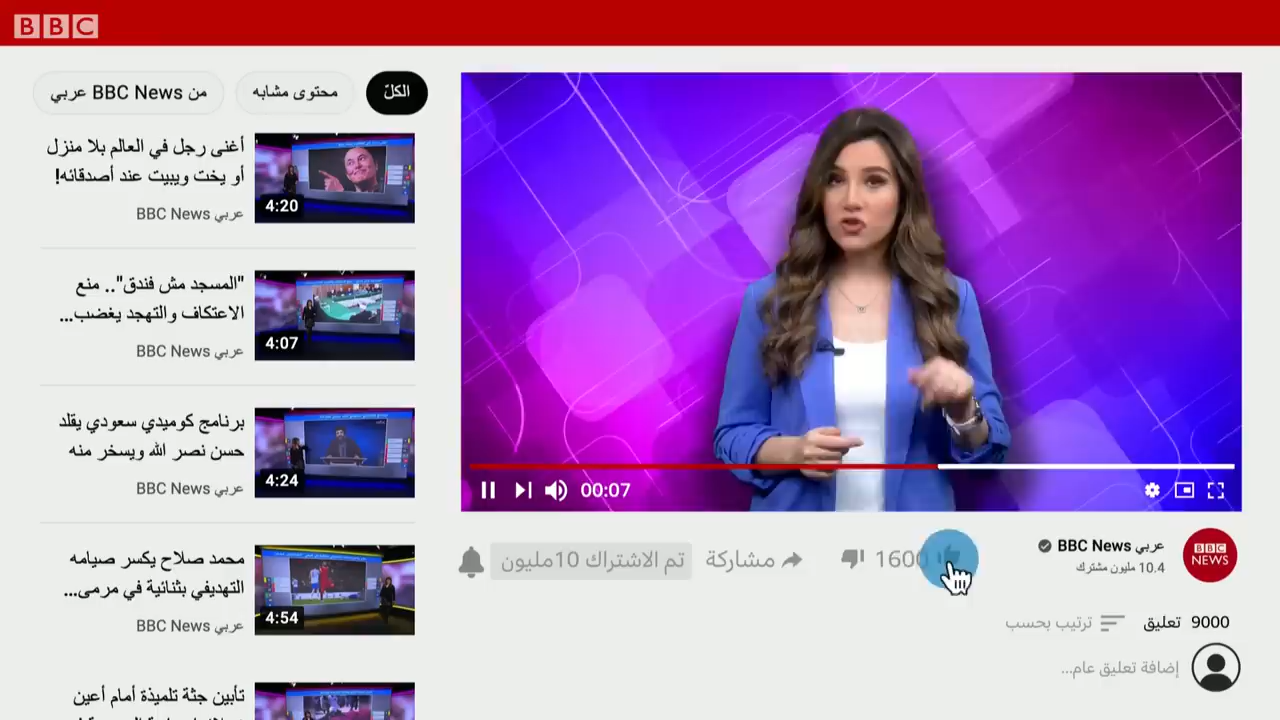 BBC
الكلّ
محتوى مشابه
من BBC News عربي
أغنى رجل في العالم بلا منزل
أو يخت ويبيت عند أصدقائه!
عربي BBC News
4:20
"المسجد مش فندق".. منع
الاعتكاف والتهجد يغضب...
عربي BBC News
4:07
برنامج كوميدي سعودي يقلد
حسن نصر الله ويسخر منه
عربي BBC News
4:24
محمد صلاح يكسر صيامه
التهديفي بثنائية في مرمى...
عربي BBC News
4:54
تأبين جثة تلميذة أمام أعين
00:07
عربي BBC News
10.4 مليون مشترك
BBC
NEWS
1600
مشاركة
تم الاشتراك 10مليون
9000 تعليق
ترتيب بحسب
إضافة تعليق عام...